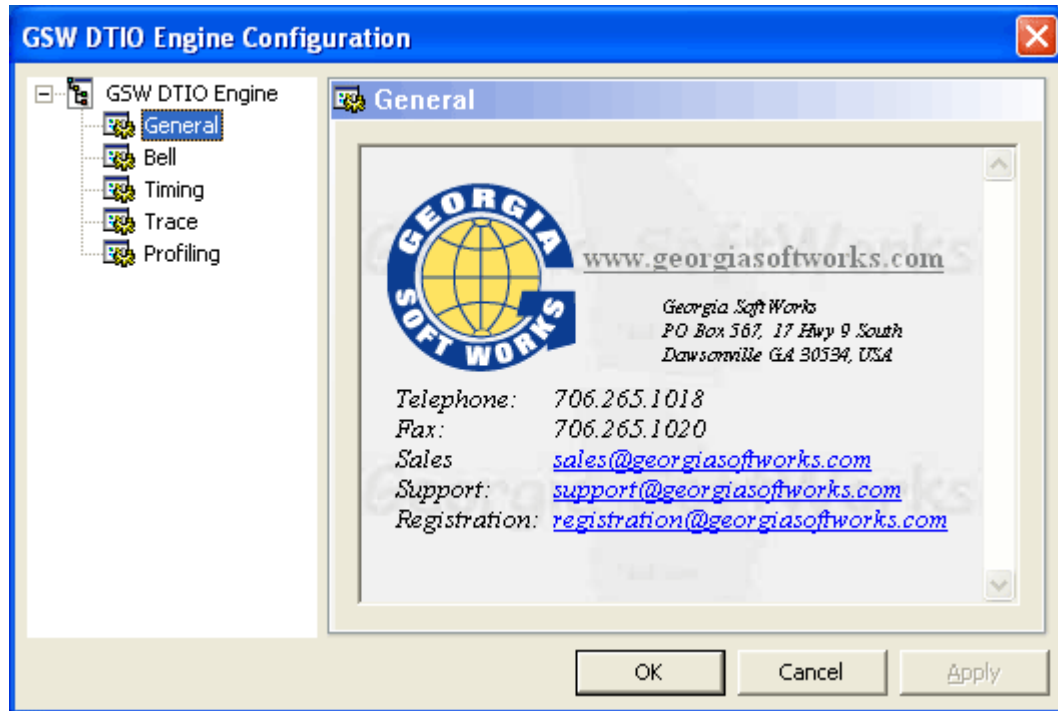 GSW DTIO Engine Configuration
GSW DTIO Engine
General
Bell
Timing
Trace
Profiling
General
GEORGIA
SOFT WORKS
www.georgiasoftworks.com
Georgia SoftWorks
PO Box 567, 17 Hwy 9 South
Dawsonville GA 30534, USA
Telephone: 706.265.1018
Fax: 706.265.1020
Sales sales@georgiasoftworks.com
Support: support@georgiasoftworks.com
Registration: registration@georgiasoftworks.com
OK
Cancel
Apply